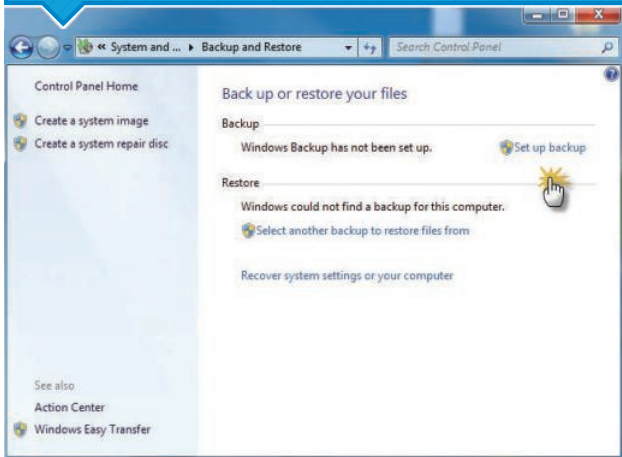 « System and ... ▸ Backup and Restore
Search Control Panel
Control Panel Home
Create a system image
Create a system repair disc
Back up or restore your files
Backup
Windows Backup has not been set up.
Set up backup
Restore
Windows could not find a backup for this computer.
Select another backup to restore files from
Recover system settings or your computer
See also
Action Center
Windows Easy Transfer